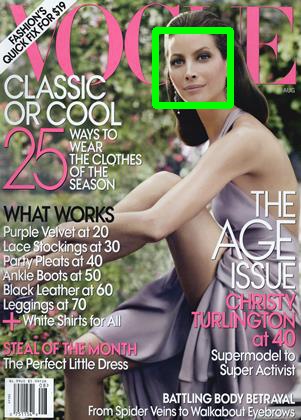 FASHION'S
QUICK FIX FOR $19
VOGUE
AUG
CLASSIC
OR COOL
25 WAYS TO
WEAR
THE CLOTHES
OF THE
SEASON
WHAT WORKS
Purple Velvet at 20
Lace Stockings at 30
Party Pleats at 40
Ankle Boots at 50
Black Leather at 60
Leggings at 70
+ White Shirts for All
STEAL OF THE MONTH
The Perfect Little Dress
THE
AGE
ISSUE
CHRISTY
TURLINGTON
at 40
Supermodel to
Super Activist
BATTLING BODY BETRAYAL
From Spider Veins to Walkabout Eyebrows